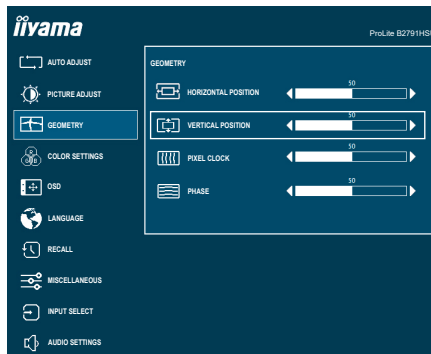 iiyama
ProLite B2791HS
AUTO ADJUST
PICTURE ADJUST
GEOMETRY
COLOR SETTINGS
OSD
LANGUAGE
RECALL
MISCELLANEOUS
INPUT SELECT
AUDIO SETTINGS
GEOMETRY
HORIZONTAL POSITION
50
VERTICAL POSITION
50
PIXEL CLOCK
50
PHASE
50